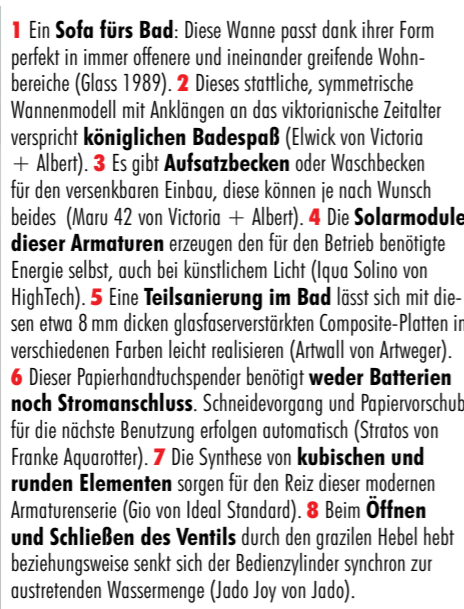 1 Ein Sofa fürs Bad: Diese Wanne passt dank ihrer Form
perfekt in immer offenere und ineinander greifende Wohn-
bereiche (Glass 1989). 2 Dieses stattliche, symmetrische
Wannenmodell mit Anklängen an das viktorianische Zeitalter
verspricht königlichen Badespaß (Elwick von Victoria
+ Albert). 3 Es gibt Aufsatzbecken oder Waschbecken
für den versenkbaren Einbau, diese können je nach Wunsch
beides (Maru 42 von Victoria + Albert). 4 Die Solarmodule
dieser Armaturen erzeugen den für den Betrieb benötigte
Energie selbst, auch bei künstlichem Licht (Iqua Solino von
HighTech). 5 Eine Teilsanierung im Bad lässt sich mit die-
sen etwa 8 mm dicken glasfaserverstärkten Composite-Platten in
verschiedenen Farben leicht realisieren (Artwall von Artweger).
6 Dieser Papierhandtuchspender benötigt weder Batterien
noch Stromanschluss. Schneidevorgang und Papiervorschub
für die nächste Benutzung erfolgen automatisch (Stratos von
Franke Aquarotter). 7 Die Synthese von kubischen und
runden Elementen sorgen für den Reiz dieser modernen
Armaturenserie (Gio von Ideal Standard). 8 Beim Öffnen
und Schließen des Ventils durch den grazilen Hebel hebt
beziehungsweise senkt sich der Bedienzylinder synchron zur
austretenden Wassermenge (Jado Joy von Jado).